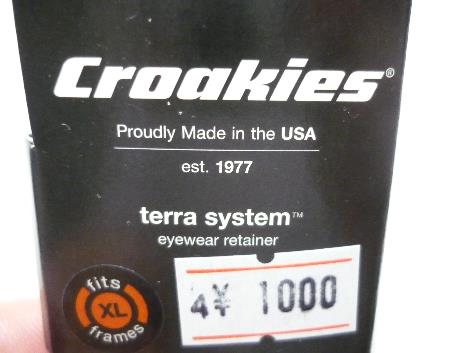 Croakies®
Proudly Made in the USA
est. 1977
terra system™
eyewear retainer
fits
XL
frames
4¥ 1000